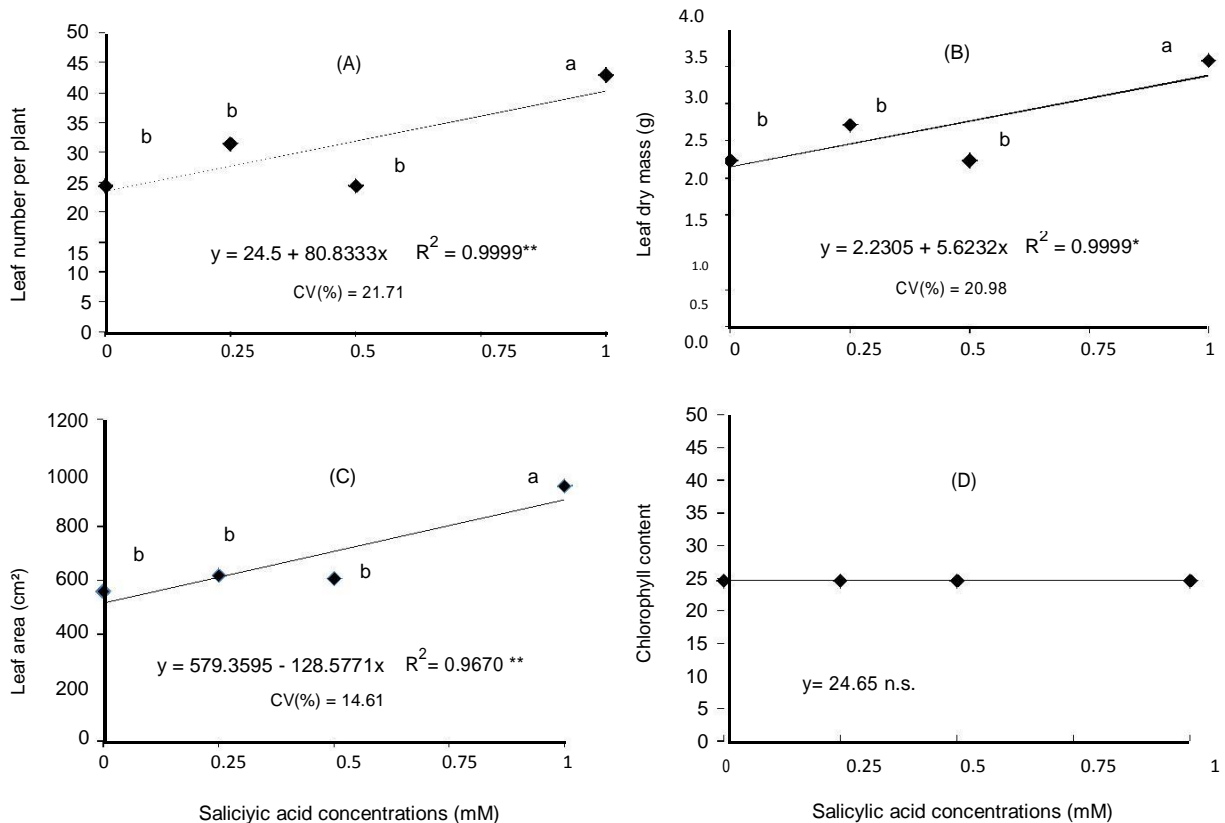 (A)
Leaf number per plant
50
45
40
35
30
25
20
15
10
5
0
b
b
b
a
y = 24.5 + 80.8333x R² = 0.9999**
CV(%) = 21.71
0 0.25 0.5 0.75 1
(B)
Leaf dry mass (g)
4.0
3.5
3.0
2.5
2.0
1.5
1.0
0.5
0.0
b
b
b
a
y = 2.2305 + 5.6232x R² = 0.9999*
CV(%) = 20.98
0 0.25 0.5 0.75 1
(C)
Leaf area (cm²)
1200
1000
800
600
400
200
0
b
b
b
a
y = 579.3595 - 128.5771x R² = 0.9670 **
CV(%) = 14.61
0 0.25 0.5 0.75 1
Saliciyic acid concentrations (mM)
(D)
Chlorophyll content
50
45
40
35
30
25
20
15
10
5
0
y= 24.65 n.s.
0 0.25 0.5 0.75 1
Salicylic acid concentrations (mM)